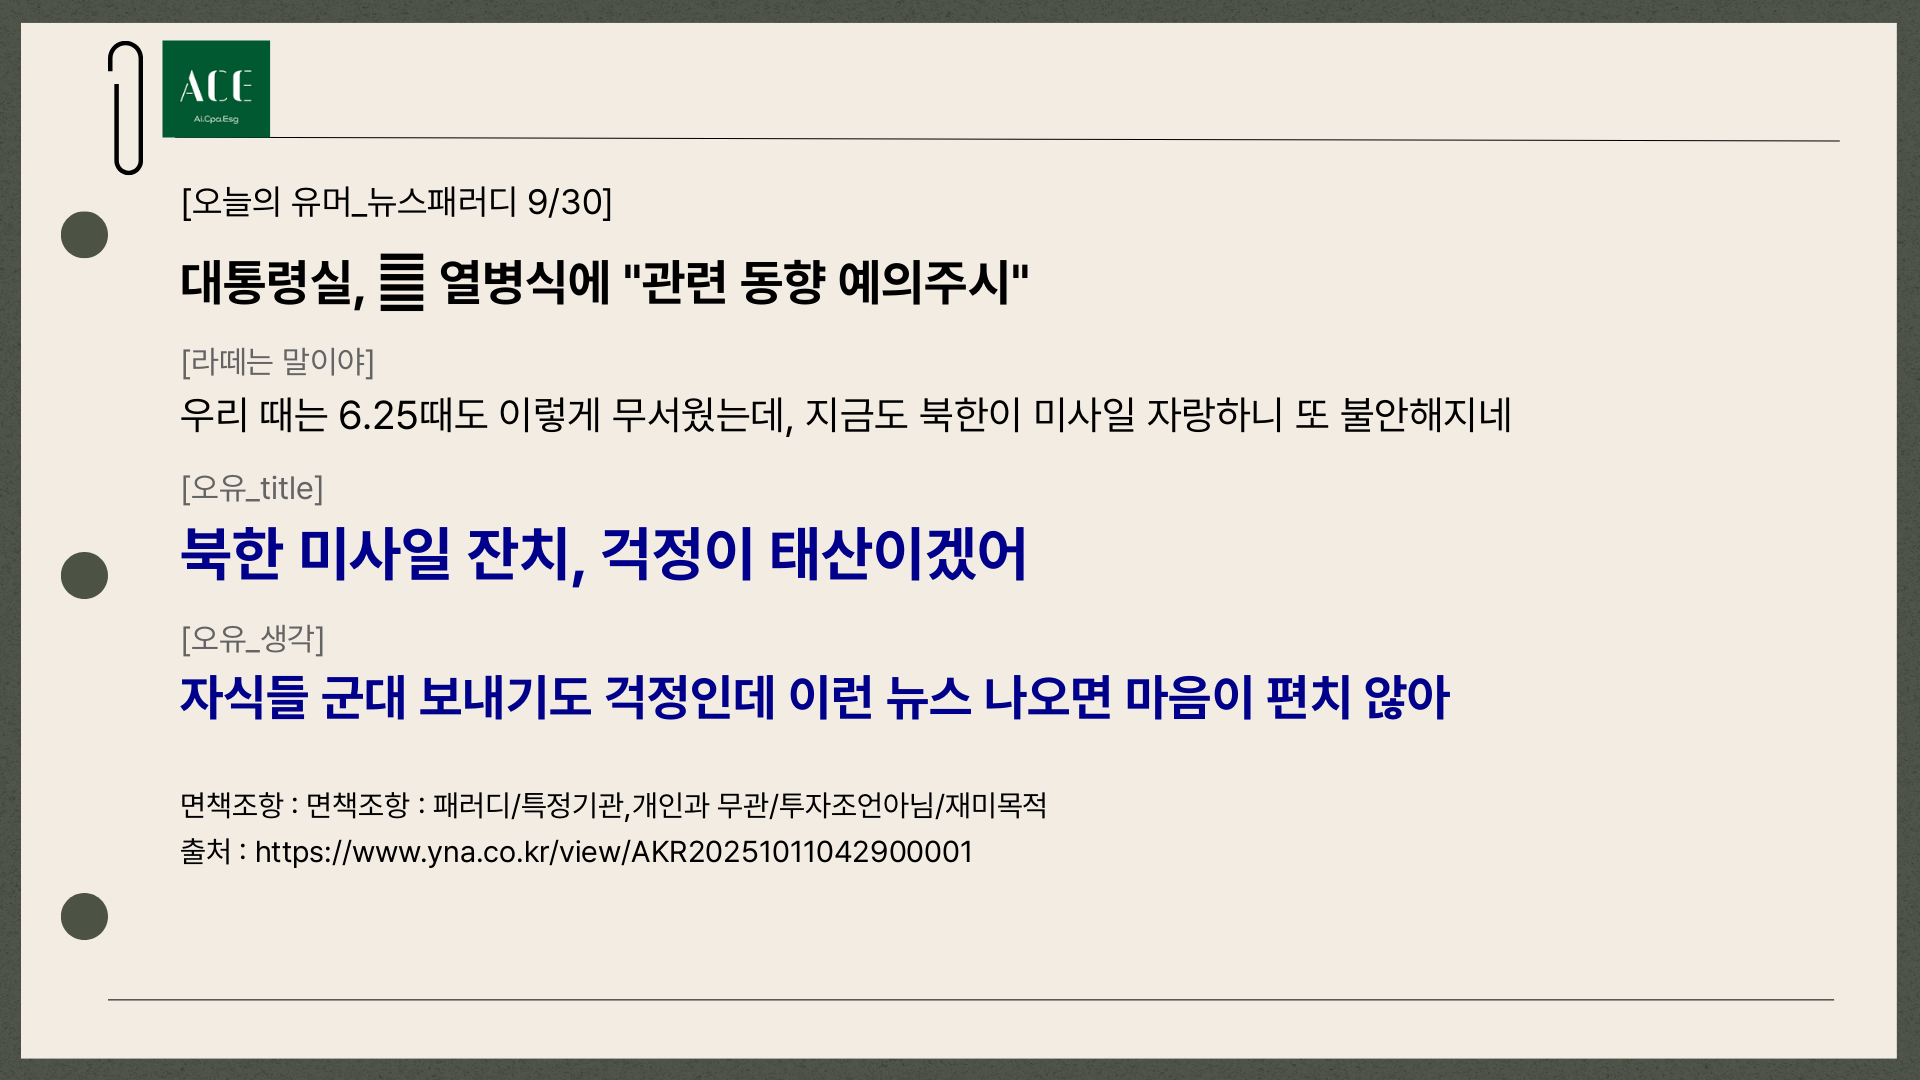 ACE
Ai.Cpa.Esg
[오늘의 유머_뉴스패러디 9/30]
대통령실, 열병식에 "관련 동향 예의주시"
[라떼는 말이야]
우리 때는 6.25때도 이렇게 무서웠는데, 지금도 북한이 미사일 자랑하니 또 불안해지네
[오유_title]
북한 미사일 잔치, 걱정이 태산이겠어
[오유_생각]
자식들 군대 보내기도 걱정인데 이런 뉴스 나오면 마음이 편치 않아
면책조항 : 면책조항 : 패러디/특정기관,개인과 무관/투자조언아님/재미목적
출처 : https://www.yna.co.kr/view/AKR20251011042900001